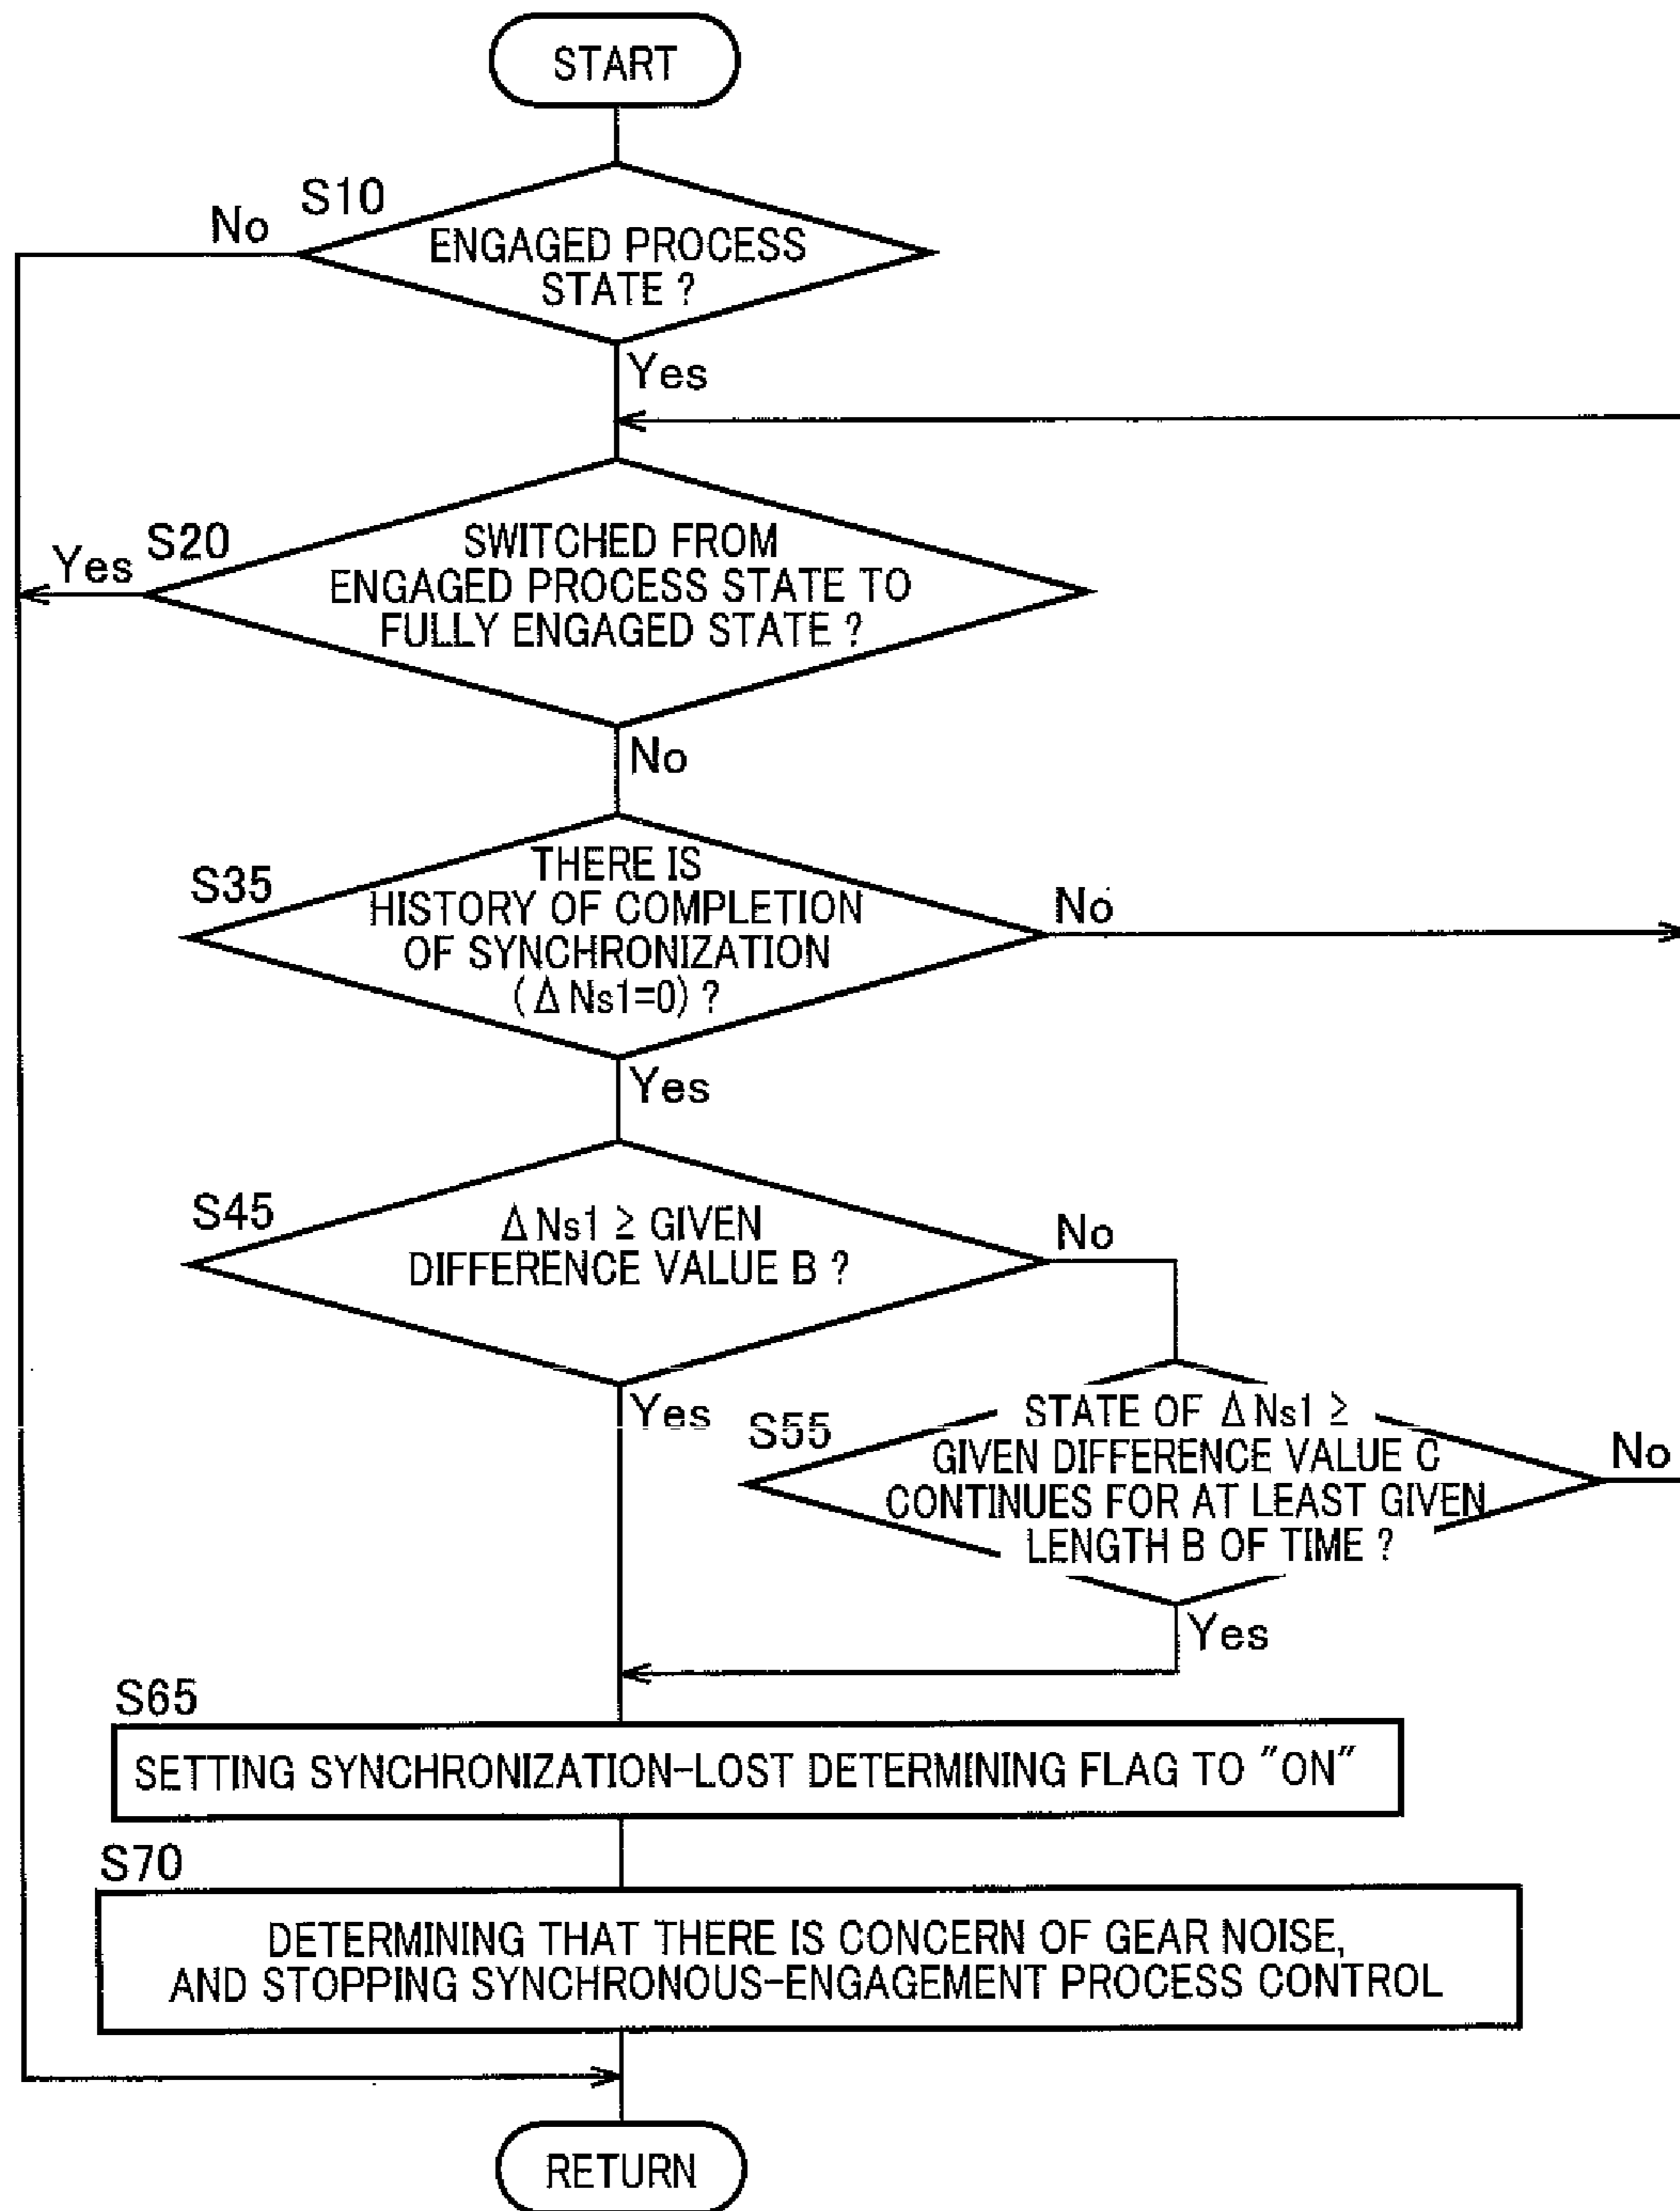 START
S10
No
ENGAGED PROCESS
STATE ?
Yes
S20
Yes
SWITCHED FROM
ENGAGED PROCESS STATE TO
FULLY ENGAGED STATE ?
No
S35
THERE IS
HISTORY OF COMPLETION
OF SYNCHRONIZATION
(Δ Ns1=0) ?
No
Yes
S45
Δ Ns1 ≥ GIVEN
DIFFERENCE VALUE B ?
No
Yes
S55
STATE OF Δ Ns1 ≥
GIVEN DIFFERENCE VALUE C
CONTINUES FOR AT LEAST GIVEN
LENGTH B OF TIME ?
No
Yes
S65
SETTING SYNCHRONIZATION-LOST DETERMINING FLAG TO "ON"
S70
DETERMINING THAT THERE IS CONCERN OF GEAR NOISE,
AND STOPPING SYNCHRONOUS-ENGAGEMENT PROCESS CONTROL
RETURN